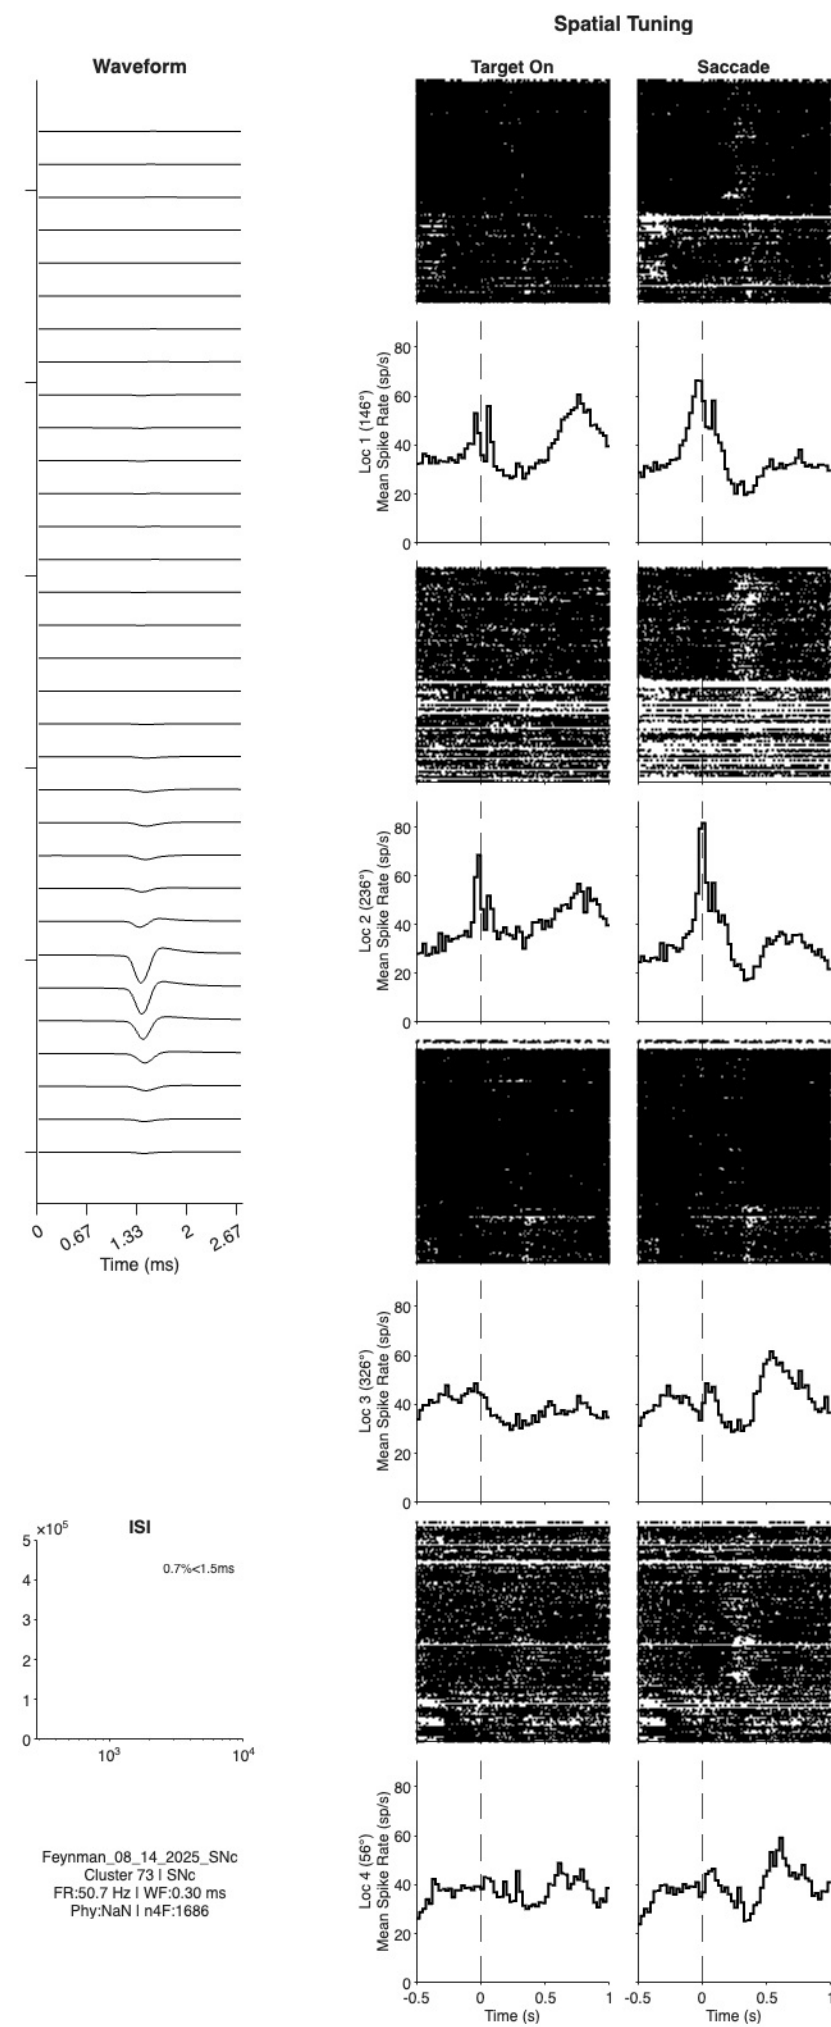 Spatial Tuning
Waveform
Target On
Saccade
80
60
40
20
0
Loc 1 (146°)
Mean Spike Rate (sp/s)
80
60
40
20
0
Loc 2 (236°)
Mean Spike Rate (sp/s)
0
0.67
1.33
2
2.67
Time (ms)
80
60
40
20
0
Loc 3 (326°)
Mean Spike Rate (sp/s)
×10⁵
ISI
5
4
3
2
1
0
0.7%<1.5ms
10³
10⁴
Feynman_08_14_2025_SNc
Cluster 73 | SNc
FR:50.7 Hz | WF:0.30 ms
Phy:NaN | n4F:1686
80
60
40
20
0
Loc 4 (56°)
Mean Spike Rate (sp/s)
-0.5
0
0.5
1
Time (s)
-0.5
0
0.5
1
Time (s)